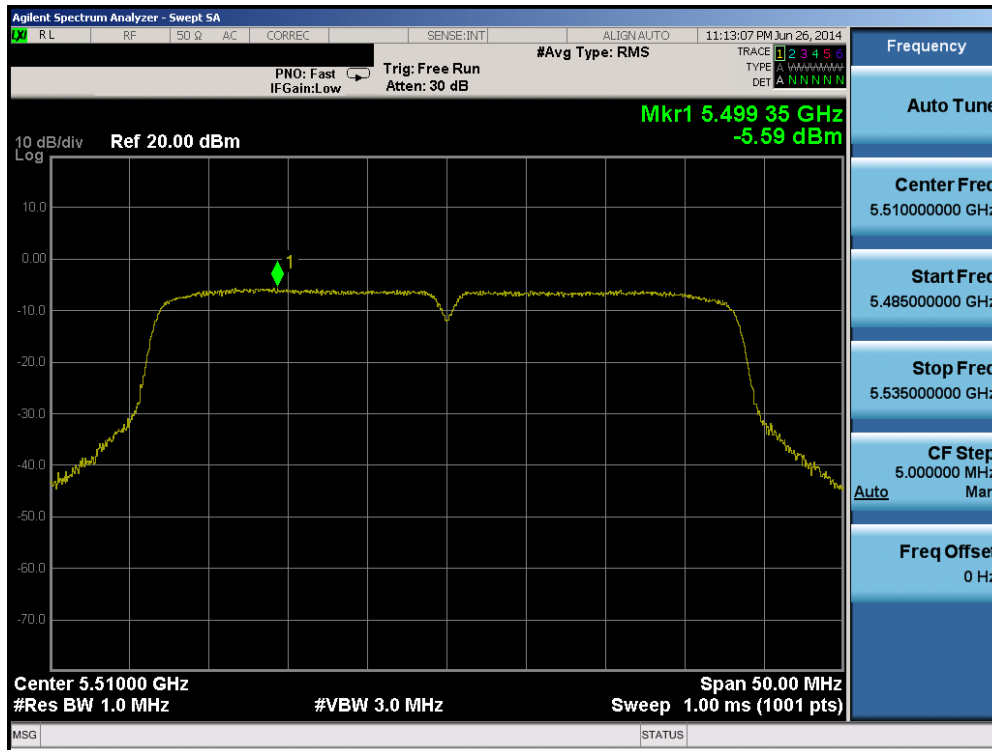 Agilent Spectrum Analyzer - Swept SA
LXI RL RF 50 Ω AC CORREC SENSE:INT ALIGN AUTO 11:13:07 PM Jun 26, 2014
#Avg Type: RMS
TRACE 1 2 3 4 5 6
PNO: Fast Trig: Free Run
TYPE A WWWWW
IFGain:Low Atten: 30 dB
DET A N N N N N
Mkr1 5.499 35 GHz
-5.59 dBm
10 dB/div Ref 20.00 dBm
Log
10.0
0.00
1
-10.0
-20.0
-30.0
-40.0
-50.0
-60.0
-70.0
Center 5.51000 GHz Span 50.00 MHz
#Res BW 1.0 MHz #VBW 3.0 MHz Sweep 1.00 ms (1001 pts)
MSG STATUS
Frequency
Auto Tune
Center Freq
5.510000000 GHz
Start Freq
5.485000000 GHz
Stop Freq
5.535000000 GHz
CF Step
5.000000 MHz
Auto Man
Freq Offset
0 Hz